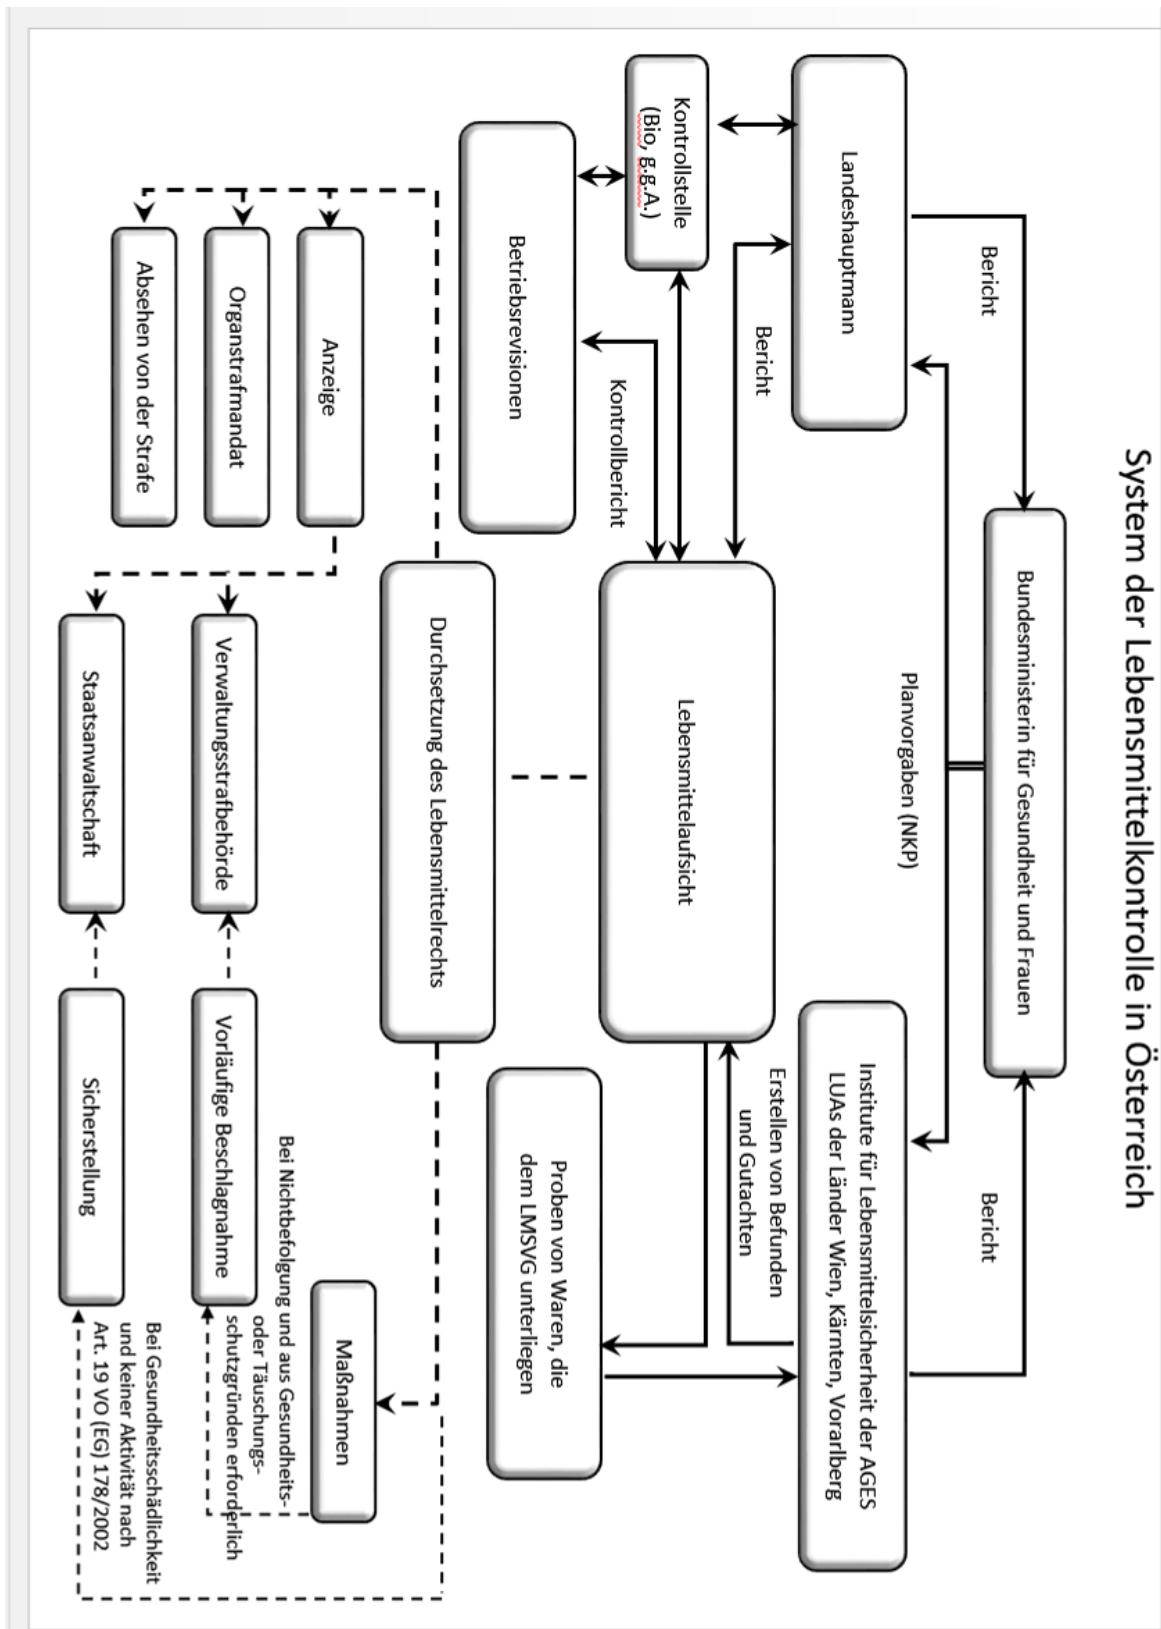 System der Lebensmittelkontrolle in Österreich
Bundesministerin für Gesundheit und Frauen
Bericht
Bericht
Planvorgaben (NKP)
Landeshauptmann
Institute für Lebensmittelsicherheit der AGES
LUAs der Länder Wien, Kärnten, Vorarlberg
Bericht
Erstellen von Befunden
und Gutachten
Kontrollstelle
(Bio, g.g.A.)
Lebensmittelaufsicht
Kontrollbericht
Betriebsrevisionen
Proben von Waren, die
dem LMSVG unterliegen
Durchsetzung des Lebensmittelrechts
Anzeige
Maßnahmen
Bei Nichtbefolgung und aus Gesundheits-
oder Täuschungs-
schutzgründen erforderlich
Organstrafmandat
Verwaltungsstrafbehörde
Vorläufige Beschlagnahme
Absehen von der Strafe
Bei Gesundheitsschädlichkeit
und keiner Aktivität nach
Art. 19 VO (EG) 178/2002
Staatsanwaltschaft
Sicherstellung